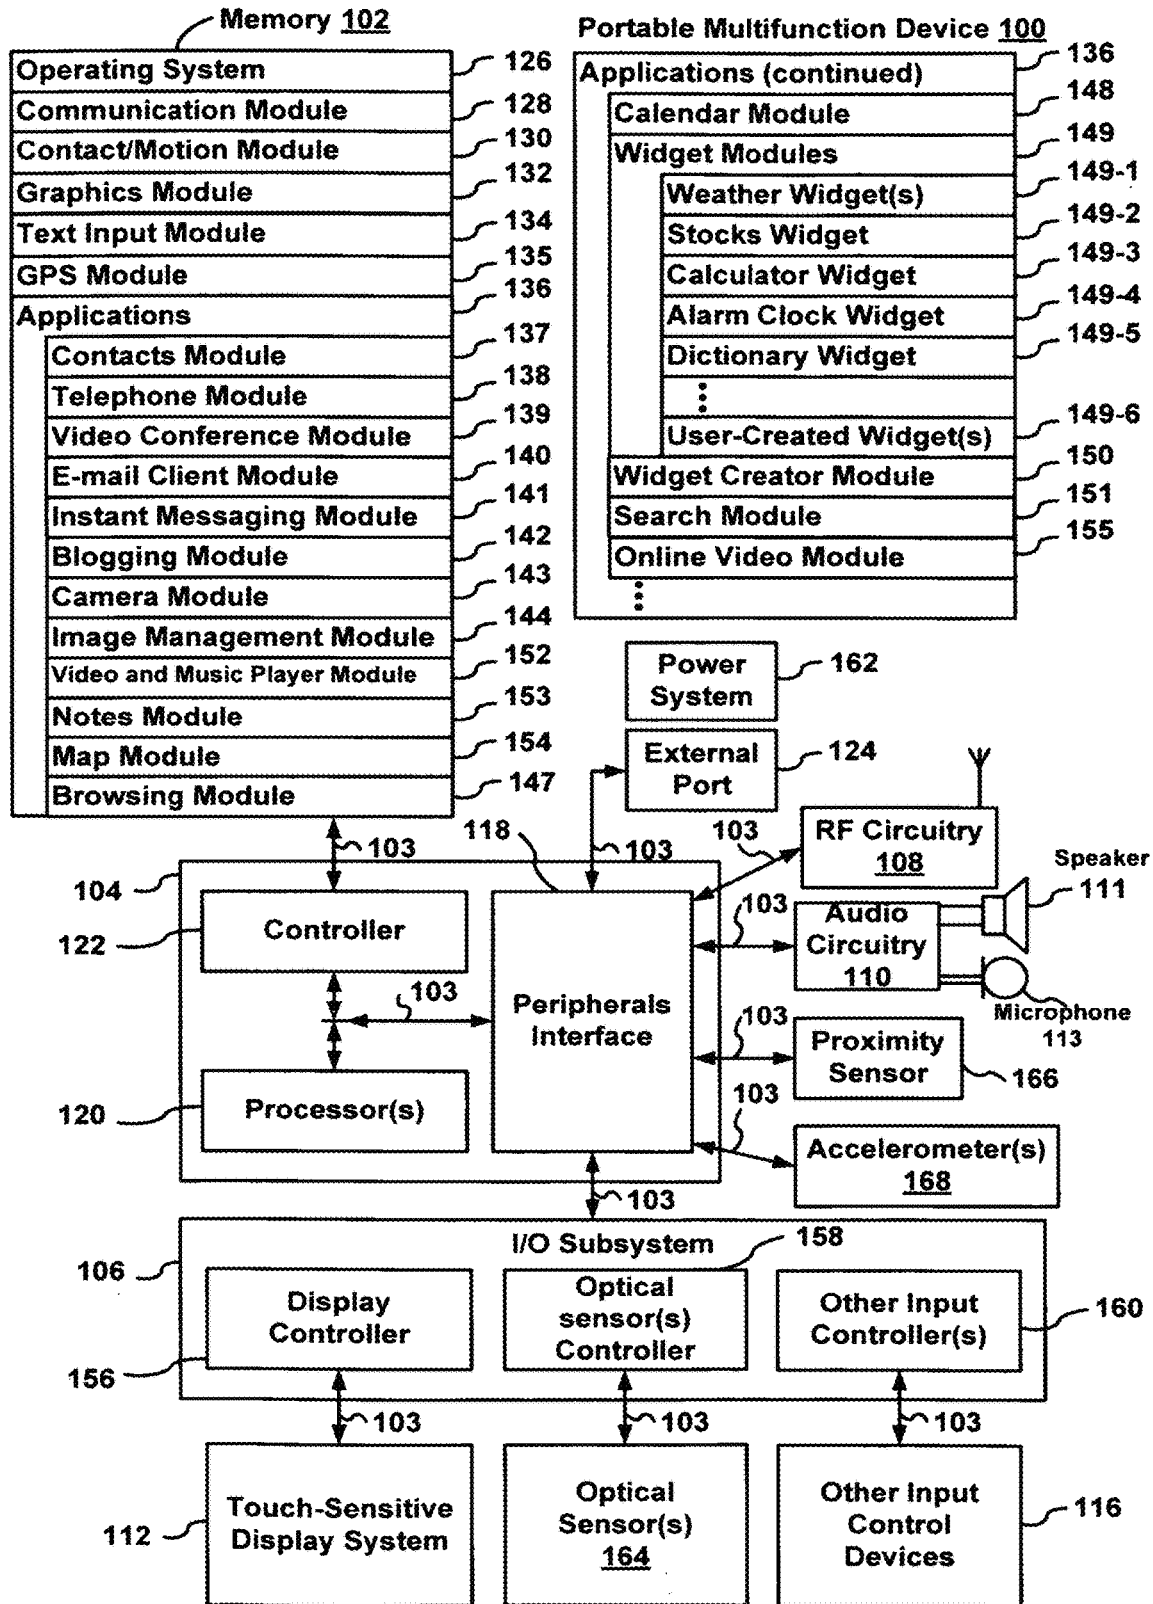 Memory 102
Operating System 126
Communication Module 128
Contact/Motion Module 130
Graphics Module 132
Text Input Module 134
GPS Module 135
Applications 136
Contacts Module 137
Telephone Module 138
Video Conference Module 139
E-mail Client Module 140
Instant Messaging Module 141
Blogging Module 142
Camera Module 143
Image Management Module 144
Video and Music Player Module 152
Notes Module 153
Map Module 154
Browsing Module 147
Portable Multifunction Device 100
Applications (continued) 136
Calendar Module 148
Widget Modules 149
Weather Widget(s) 149-1
Stocks Widget 149-2
Calculator Widget 149-3
Alarm Clock Widget 149-4
Dictionary Widget 149-5
User-Created Widget(s) 149-6
Widget Creator Module 150
Search Module 151
Online Video Module 155
Power
System
162
External
Port
124
103
118
103
103
RF Circuitry
108
Speaker
111
104
122
Controller
103
Audio
Circuitry
110
103
Peripherals
Interface
Microphone
113
103
Proximity
Sensor
166
120
Processor(s)
103
Accelerometer(s)
168
103
I/O Subsystem
158
106
Display
Controller
Optical
sensor(s)
Controller
Other Input
Controller(s)
160
156
103
103
103
112
Touch-Sensitive
Display System
Optical
Sensor(s)
164
Other Input
Control
Devices
116